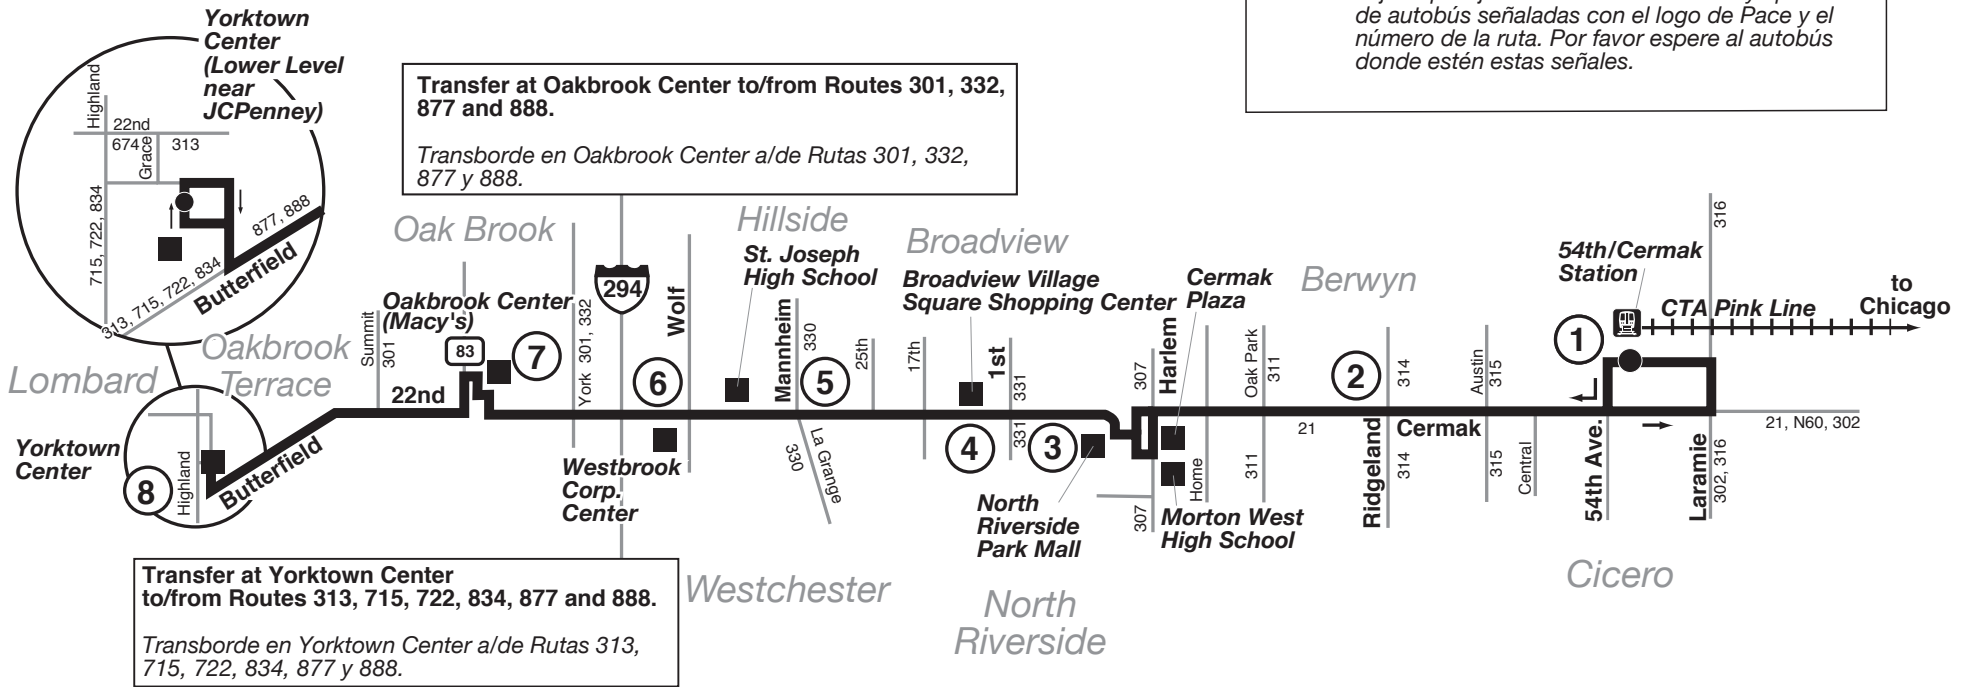 Yorktown
Center
(Lower Level
near
JCPenney)
Highland
22nd
674
Grace
313
715, 722, 834
877, 888
313, 715, 722, 834
Butterfield
Transfer at Oakbrook Center to/from Routes 301, 332,
877 and 888.
Transborde en Oakbrook Center a/de Rutas 301, 332,
877 y 888.
de autobús señaladas con el logo de Pace y el
número de la ruta. Por favor espere al autobús
donde estén estas señales.
Lombard
Yorktown
Center
8
Highland
Butterfield
Oakbrook
Terrace
Summit
301
22nd
Oak Brook
Oakbrook Center
(Macy's)
83
7
York 301, 332
294
Wolf
6
Westbrook
Corp.
Center
Hillside
St. Joseph
High School
Mannheim
330
5
330
La Grange
25th
17th
Broadview
Broadview Village
Square Shopping Center
1st
331
331
4
3
North
Riverside
Park Mall
307
Harlem
307
Cermak
Plaza
Morton West
High School
Home
Oak Park
311
311
21
Berwyn
2
314
Ridgeland
314
Cermak
Austin
315
315
Central
1
54th/Cermak
Station
CTA Pink Line
to
Chicago
316
54th Ave.
Laramie
302, 316
21, N60, 302
Cicero
Westchester
North
Riverside
Transfer at Yorktown Center
to/from Routes 313, 715, 722, 834, 877 and 888.
Transborde en Yorktown Center a/de Rutas 313,
715, 722, 834, 877 y 888.